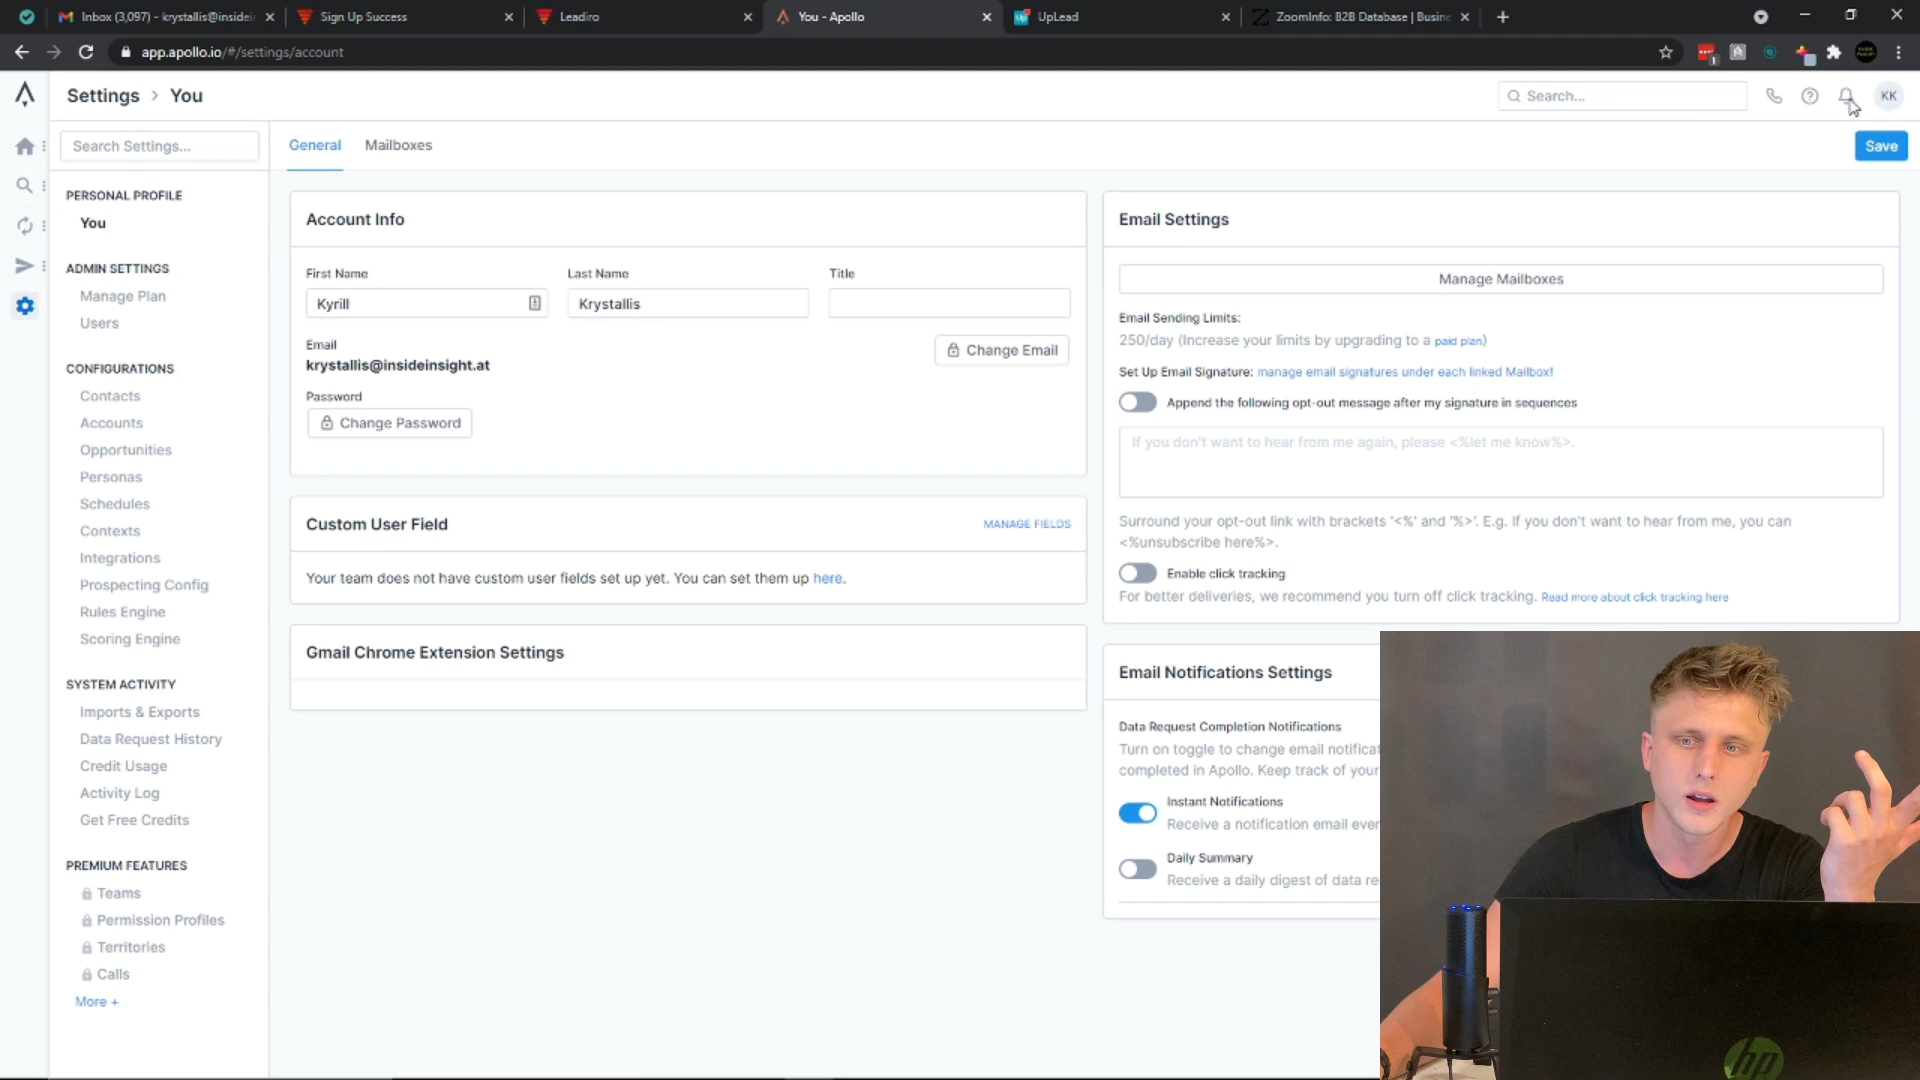 Inbox (3,097) - krystallis@insidein
Sign Up Success
Leadiro
You - Apollo
UpLead
ZoomInfo: B2B Database | Busine
app.apollo.io/#/settings/account
Settings > You
Search...
KK
Search Settings...
General
Mailboxes
Save
PERSONAL PROFILE
You
ADMIN SETTINGS
Manage Plan
Users
CONFIGURATIONS
Contacts
Accounts
Opportunities
Personas
Schedules
Contexts
Integrations
Prospecting Config
Rules Engine
Scoring Engine
SYSTEM ACTIVITY
Imports & Exports
Data Request History
Credit Usage
Activity Log
Get Free Credits
PREMIUM FEATURES
Teams
Permission Profiles
Territories
Calls
More +
Account Info
First Name
Last Name
Title
Kyrill
Krystallis
Email
krystallis@insideinsight.at
Change Email
Password
Change Password
Custom User Field
MANAGE FIELDS
Your team does not have custom user fields set up yet. You can set them up here.
Gmail Chrome Extension Settings
Email Settings
Manage Mailboxes
Email Sending Limits:
250/day (Increase your limits by upgrading to a paid plan)
Set Up Email Signature: manage email signatures under each linked Mailbox!
Append the following opt-out message after my signature in sequences
If you don't want to hear from me again, please <%let me know%>.
Surround your opt-out link with brackets '<%' and '%>'. E.g. If you don't want to hear from me, you can
<%unsubscribe here%>.
Enable click tracking
For better deliveries, we recommend you turn off click tracking. Read more about click tracking here
Email Notifications Settings
Data Request Completion Notifications
Turn on toggle to change email notificat
completed in Apollo. Keep track of your
Instant Notifications
Receive a notification email ever
Daily Summary
Receive a daily digest of data re
hp